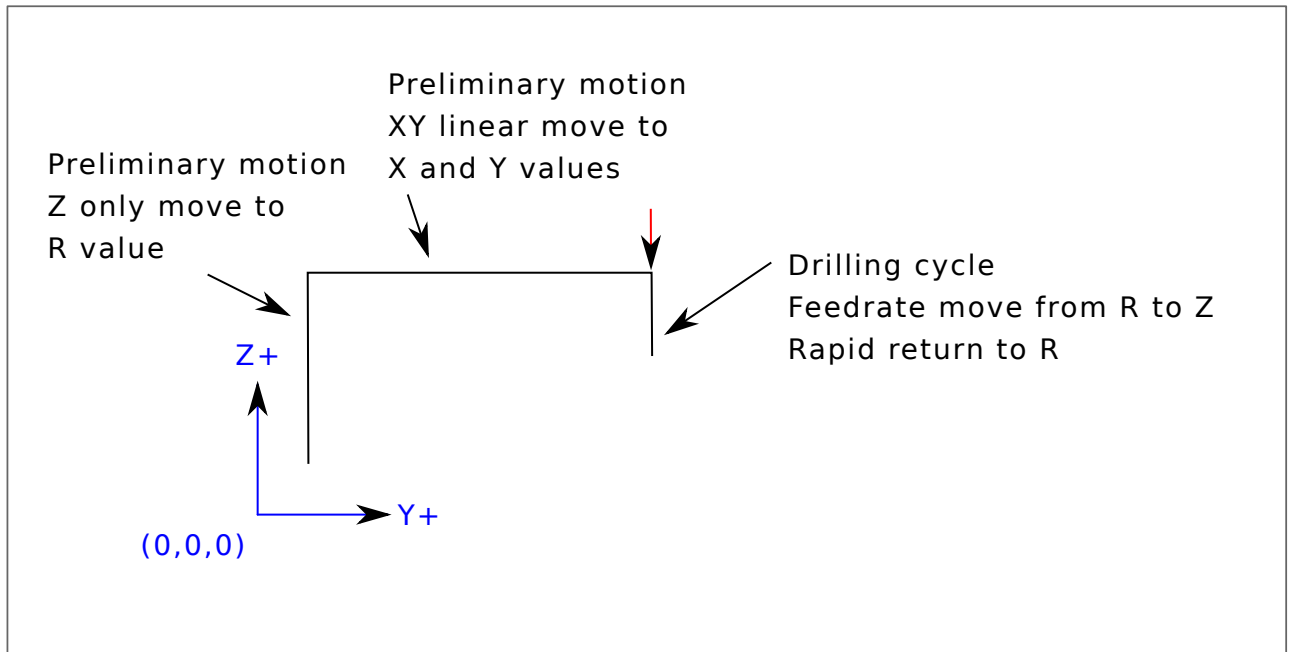 Preliminary motion
XY linear move to
X and Y values
Preliminary motion
Z only move to
R value
Drilling cycle
Feedrate move from R to Z
Rapid return to R
Z+
Y+
(0,0,0)